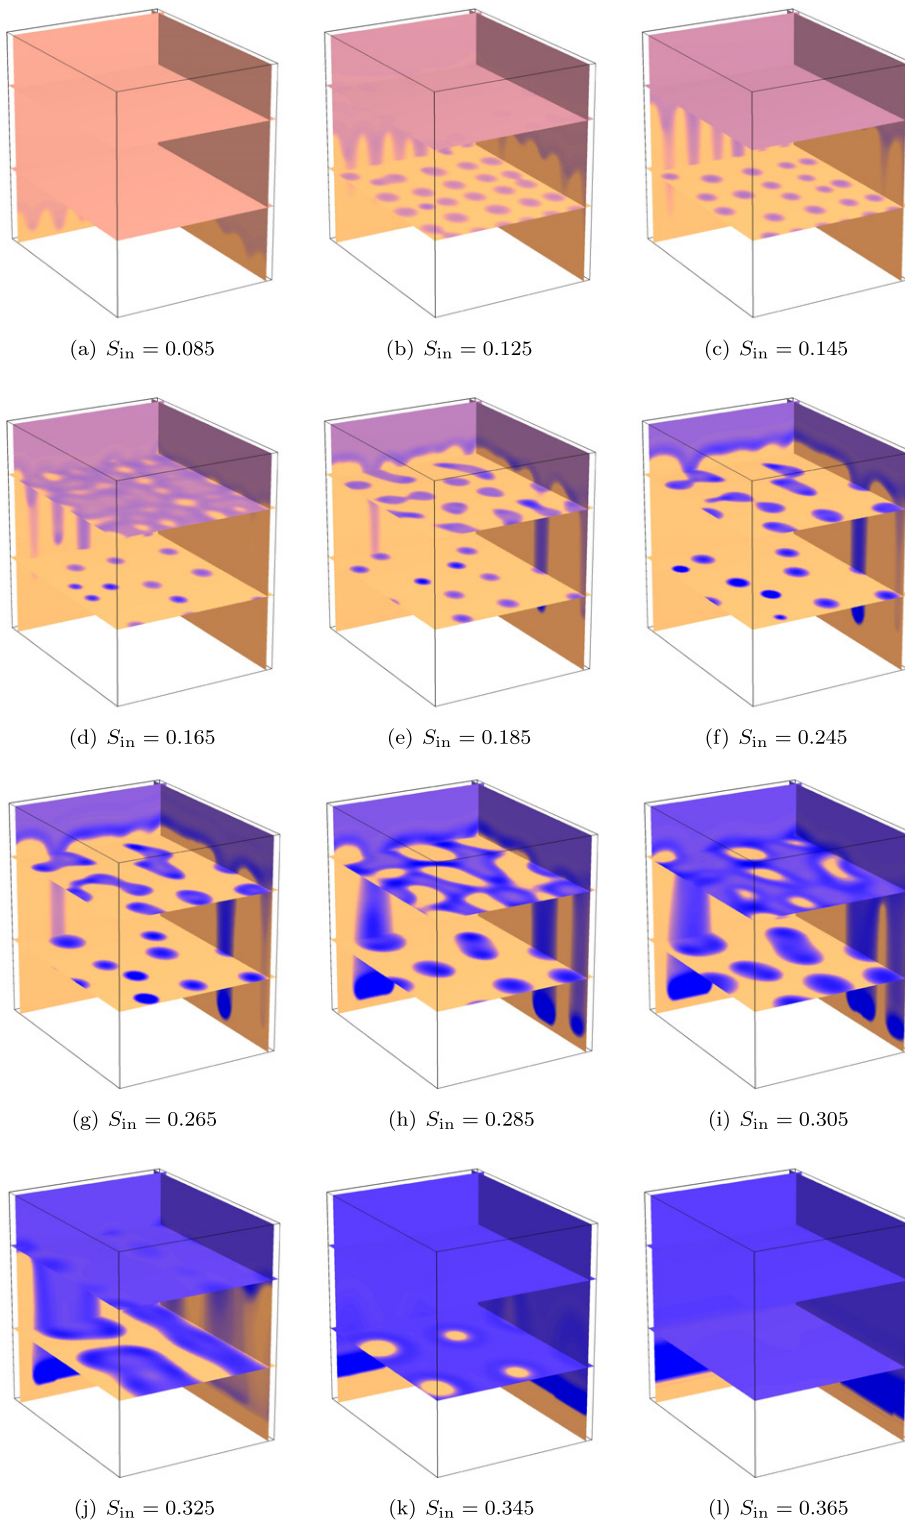 (a) S_in = 0.085
(b) S_in = 0.125
(c) S_in = 0.145
(d) S_in = 0.165
(e) S_in = 0.185
(f) S_in = 0.245
(g) S_in = 0.265
(h) S_in = 0.285
(i) S_in = 0.305
(j) S_in = 0.325
(k) S_in = 0.345
(l) S_in = 0.365